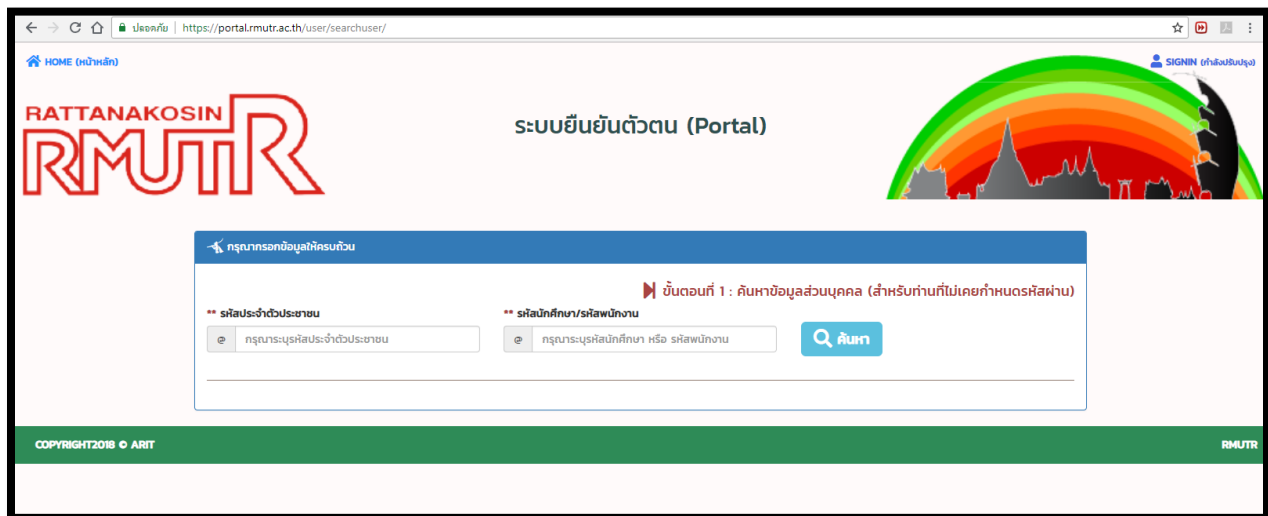 ปลอดภัย | https://portal.rmutr.ac.th/user/searchuser/
HOME (หน้าหลัก)
SIGNIN (กำลังปรับปรุง)
RATTANAKOSIN
RMUTR
ระบบยืนยันตัวตน (Portal)
กรุณากรอกข้อมูลให้ครบถ้วน
ขั้นตอนที่ 1 : ค้นหาข้อมูลส่วนบุคคล (สำหรับท่านที่ไม่เคยกำหนดรหัสผ่าน)
** รหัสประจำตัวประชาชน
** รหัสนักศึกษา/รหัสพนักงาน
@ กรุณาระบุรหัสประจำตัวประชาชน
@ กรุณาระบุรหัสนักศึกษา หรือ รหัสพนักงาน
ค้นหา
COPYRIGHT2018 © ARIT
RMUTR